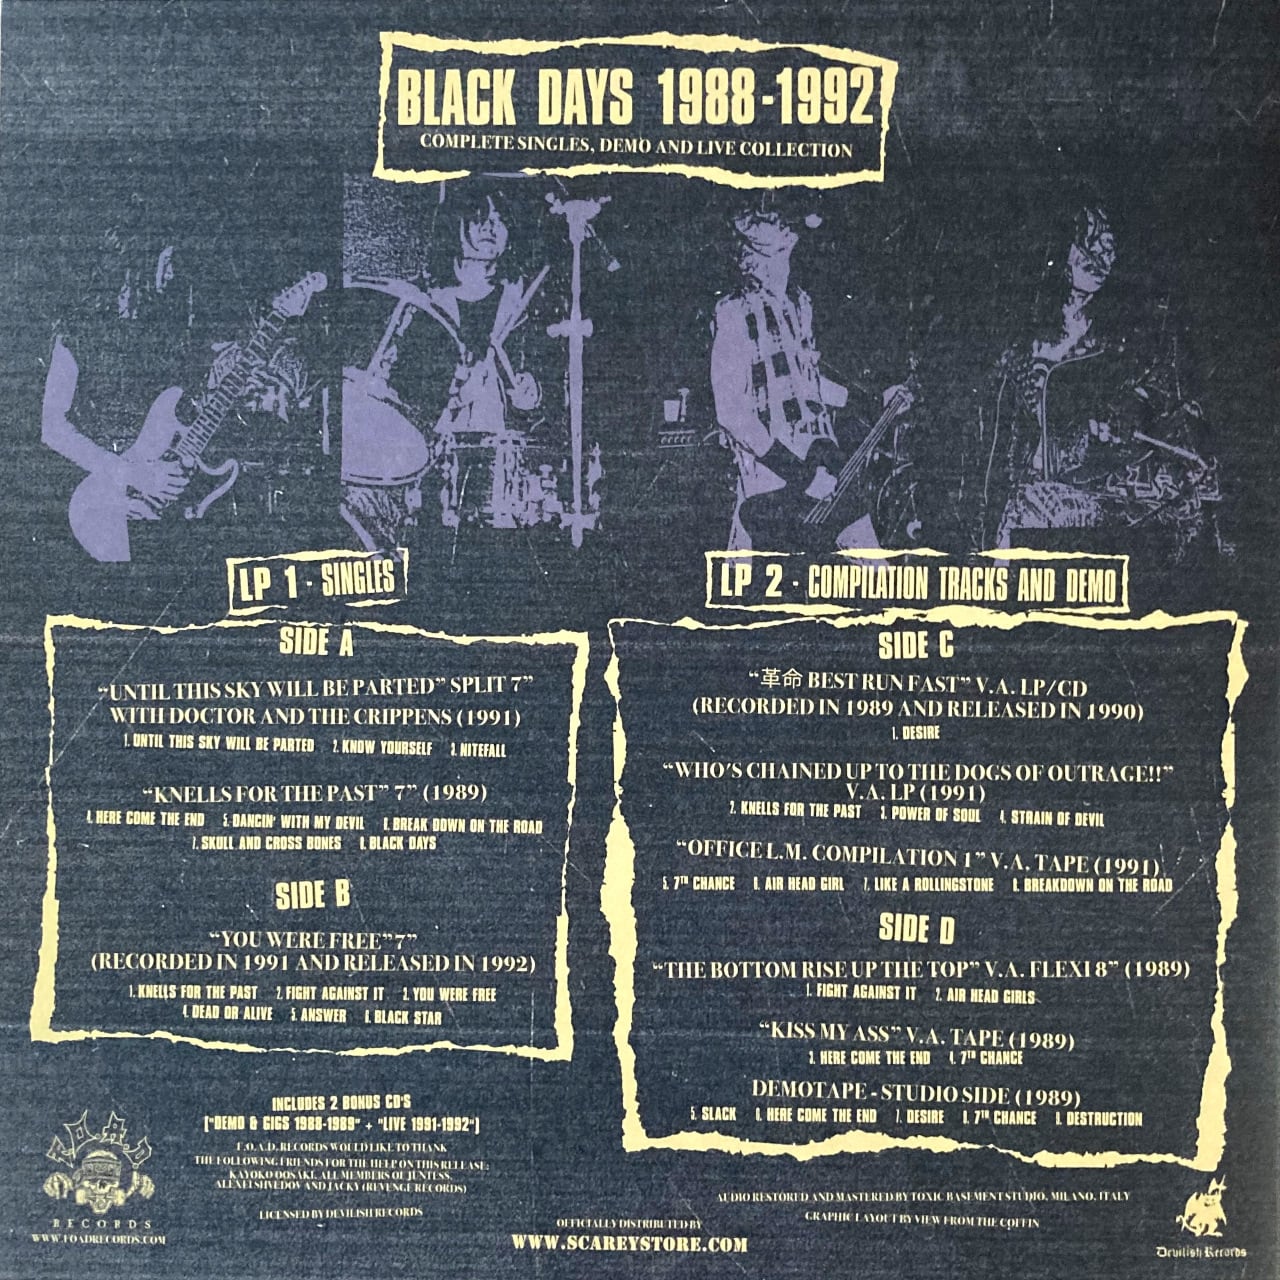 BLACK DAYS 1988-1992
COMPLETE SINGLES, DEMO AND LIVE COLLECTION
LP 1 - SINGLES
SIDE A
"UNTIL THIS SKY WILL BE PARTED" SPLIT 7"
WITH DOCTOR AND THE CRIPPENS (1991)
1. UNTIL THIS SKY WILL BE PARTED 2. KNOW YOURSELF 3. NITEFALL
"KNELLS FOR THE PAST" 7" (1989)
4. HERE COME THE END 5. DANCIN' WITH MY DEVIL 6. BREAK DOWN ON THE ROAD
7. SKULL AND CROSS BONES 8. BLACK DAYS
SIDE B
"YOU WERE FREE" 7"
(RECORDED IN 1991 AND RELEASED IN 1992)
1. KNELLS FOR THE PAST 2. FIGHT AGAINST IT 3. YOU WERE FREE
4. DEAD OR ALIVE 5. ANSWER 6. BLACK STAR
LP 2 - COMPILATION TRACKS AND DEMO
SIDE C
"革命 BEST RUN FAST" V.A. LP/CD
(RECORDED IN 1989 AND RELEASED IN 1990)
1. DESIRE
"WHO'S CHAINED UP TO THE DOGS OF OUTRAGE!!"
V.A. LP (1991)
2. KNELLS FOR THE PAST 3. POWER OF SOUL 4. STRAIN OF DEVIL
"OFFICE L.M. COMPILATION 1" V.A. TAPE (1991)
5. 7TH CHANCE 6. AIR HEAD GIRL 7. LIKE A ROLLINGSTONE 8. BREAKDOWN ON THE ROAD
SIDE D
"THE BOTTOM RISE UP THE TOP" V.A. FLEXI 8" (1989)
1. FIGHT AGAINST IT 2. AIR HEAD GIRLS
"KISS MY ASS" V.A. TAPE (1989)
3. HERE COME THE END 4. 7TH CHANCE
DEMOTAPE - STUDIO SIDE (1989)
5. SLACK 6. HERE COME THE END 7. DESIRE 8. 7TH CHANCE 9. DESTRUCTION
INCLUDES 2 BONUS CD'S
["DEMO & GIGS 1988-1989" + "LIVE 1991-1992"]
F.O.A.D. RECORDS WOULD LIKE TO THANK
THE FOLLOWING FRIENDS FOR THE HELP ON THIS RELEASE:
KAYOKO DOSAKI, ALL MEMBERS OF JUNTESS,
ALEXEI SHVEDOV AND JACKY (REVENGE RECORDS)
LICENSED BY DEVILISH RECORDS
F.O.A.D
RECORDS
WWW.FOADRECORDS.COM
OFFICIALLY DISTRIBUTED BY
WWW.SCAREYSTORE.COM
AUDIO RESTORED AND MASTERED BY TOXIC BASEMENT STUDIO, MILANO, ITALY
GRAPHIC LAYOUT BY VIEW FROM THE COFFIN
Devilish Records